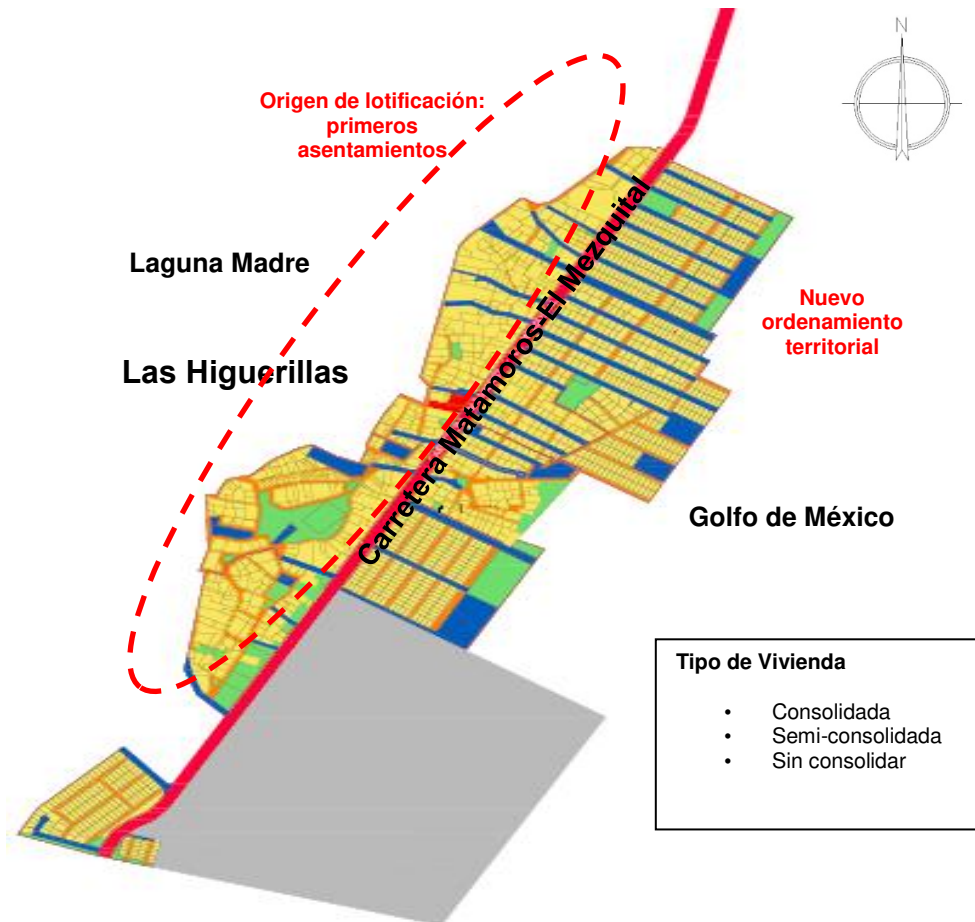 N
Origen de lotificación:
primeros
asentamientos
Laguna Madre
Carretera Matamoros-El Mezquital
Nuevo
ordenamiento
territorial
Las Higuerillas
Golfo de México
Tipo de Vivienda
• Consolidada
• Semi-consolidada
• Sin consolidar